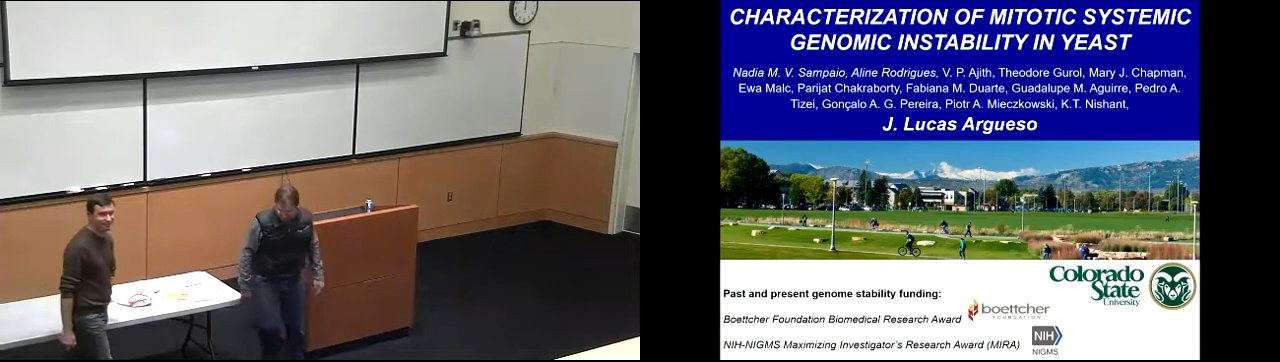 CHARACTERIZATION OF MITOTIC SYSTEMIC
GENOMIC INSTABILITY IN YEAST
Nadia M. V. Sampaio, Aline Rodrigues, V. P. Ajith, Theodore Gurol, Mary J. Chapman,
Ewa Malc, Parijat Chakraborty, Fabiana M. Duarte, Guadalupe M. Aguirre, Pedro A.
Tizei, Gonçalo A. G. Pereira, Piotr A. Mieczkowski, K.T. Nishant,
J. Lucas Argueso
Colorado
State
University
Past and present genome stability funding:
Boettcher Foundation Biomedical Research Award
boettcher
FOUNDATION
NIH-NIGMS Maximizing Investigator's Research Award (MIRA)
NIH
NIGMS